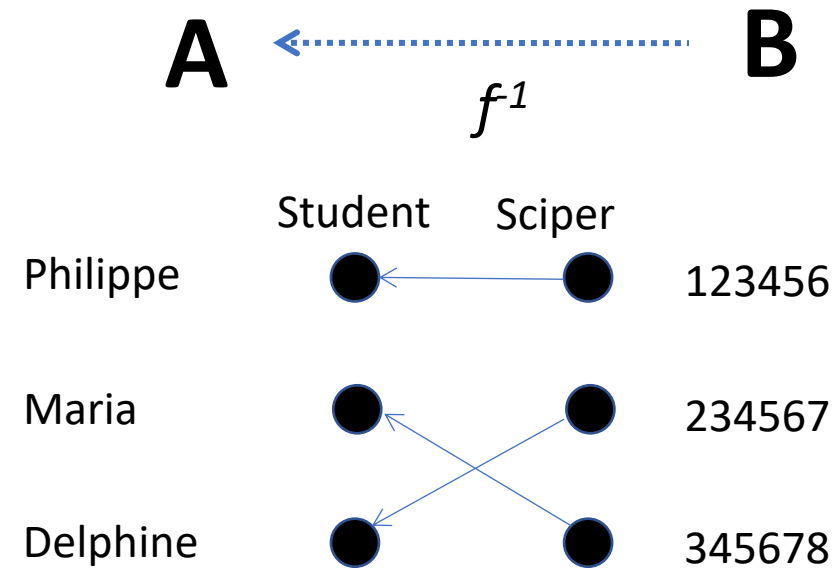 A B
f-1
Student Sciper
Philippe 123456
Maria 234567
Delphine 345678